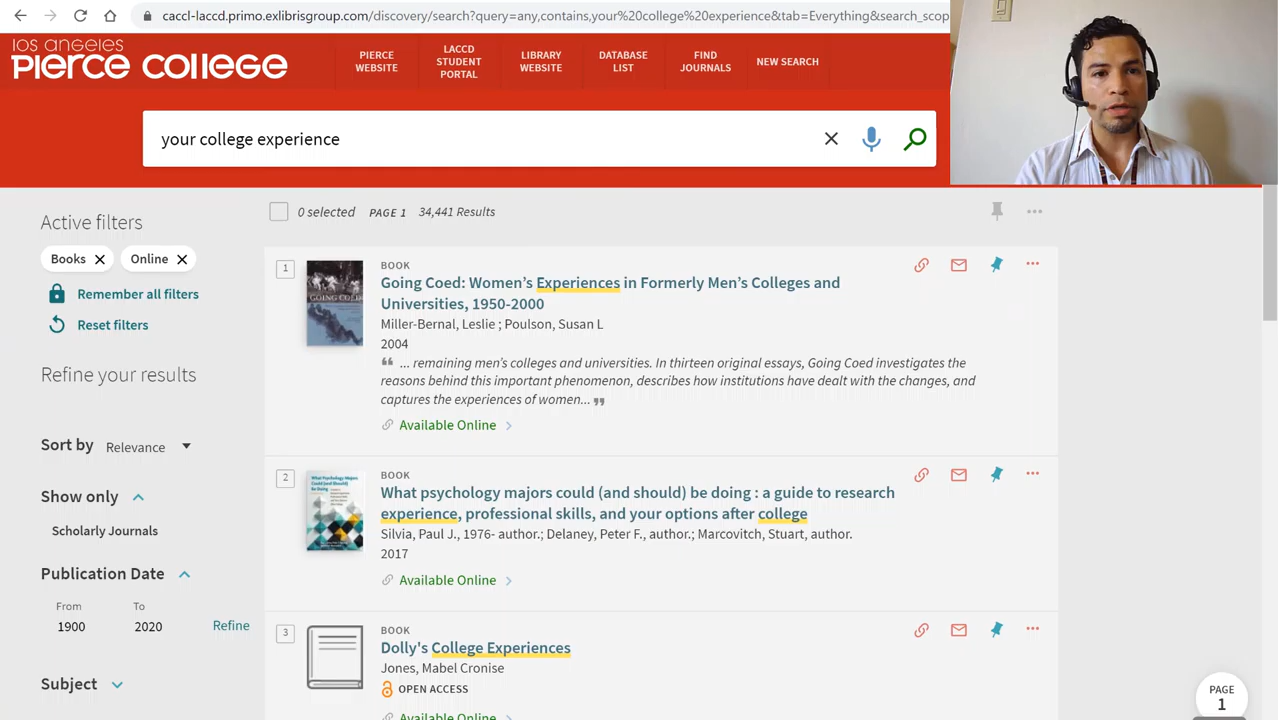 caccl-laccd.primo.exlibrisgroup.com/discovery/search?query=any,contains,your%20college%20experience&tab=Everything&search_scop
los angeles
PIERCE COLLEGE
PIERCE
WEBSITE
LACCD
STUDENT
PORTAL
LIBRARY
WEBSITE
DATABASE
LIST
FIND
JOURNALS
NEW SEARCH
your college experience
Active filters
Books
Online
Remember all filters
Reset filters
Refine your results
Sort by Relevance
Show only
Scholarly Journals
Publication Date
From To
1900 2020 Refine
Subject
0 selected PAGE 1 34,441 Results
1
BOOK
Going Coed: Women’s Experiences in Formerly Men’s Colleges and
Universities, 1950-2000
Miller-Bernal, Leslie ; Poulson, Susan L
2004
“ ... remaining men’s colleges and universities. In thirteen original essays, Going Coed investigates the
reasons behind this important phenomenon, describes how institutions have dealt with the changes, and
captures the experiences of women... ”
Available Online
2
BOOK
What psychology majors could (and should) be doing : a guide to research
experience, professional skills, and your options after college
Silvia, Paul J., 1976- author.; Delaney, Peter F., author.; Marcovitch, Stuart, author.
2017
Available Online
3
BOOK
Dolly's College Experiences
Jones, Mabel Cronise
OPEN ACCESS
Available Online
PAGE
1